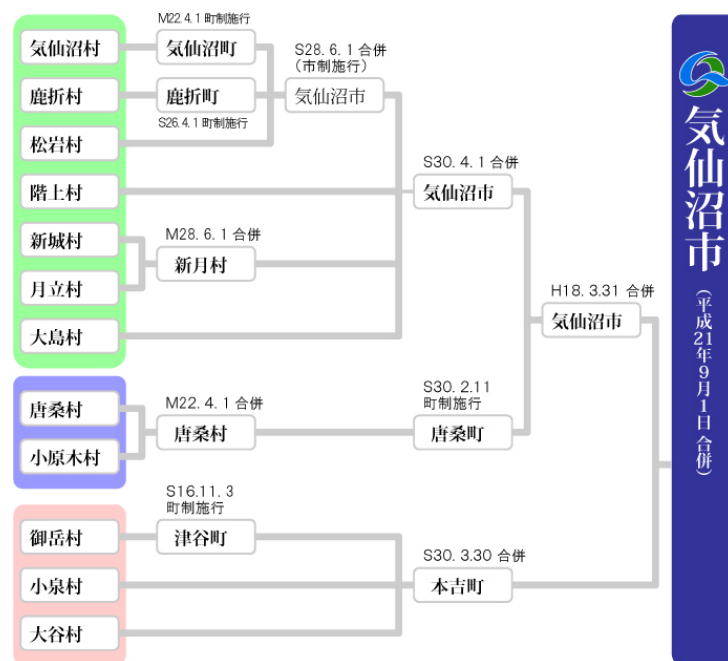 M22.4.1 町制施行
気仙沼村
気仙沼町
S28.6.1 合併
(市制施行)
鹿折村
鹿折町
気仙沼市
S26.4.1 町制施行
松岩村
S30. 4. 1 合併
階上村
気仙沼市
新城村
M28. 6. 1 合併
新月村
月立村
H18. 3.31 合併
大島村
気仙沼市
唐桑村
M22. 4. 1 合併
S30. 2.11
町制施行
唐桑村
唐桑町
小原木村
S16.11. 3
町制施行
御岳村
津谷町
S30. 3.30 合併
小泉村
本吉町
大谷村
気仙沼市
(平成21年9月1日 合併)